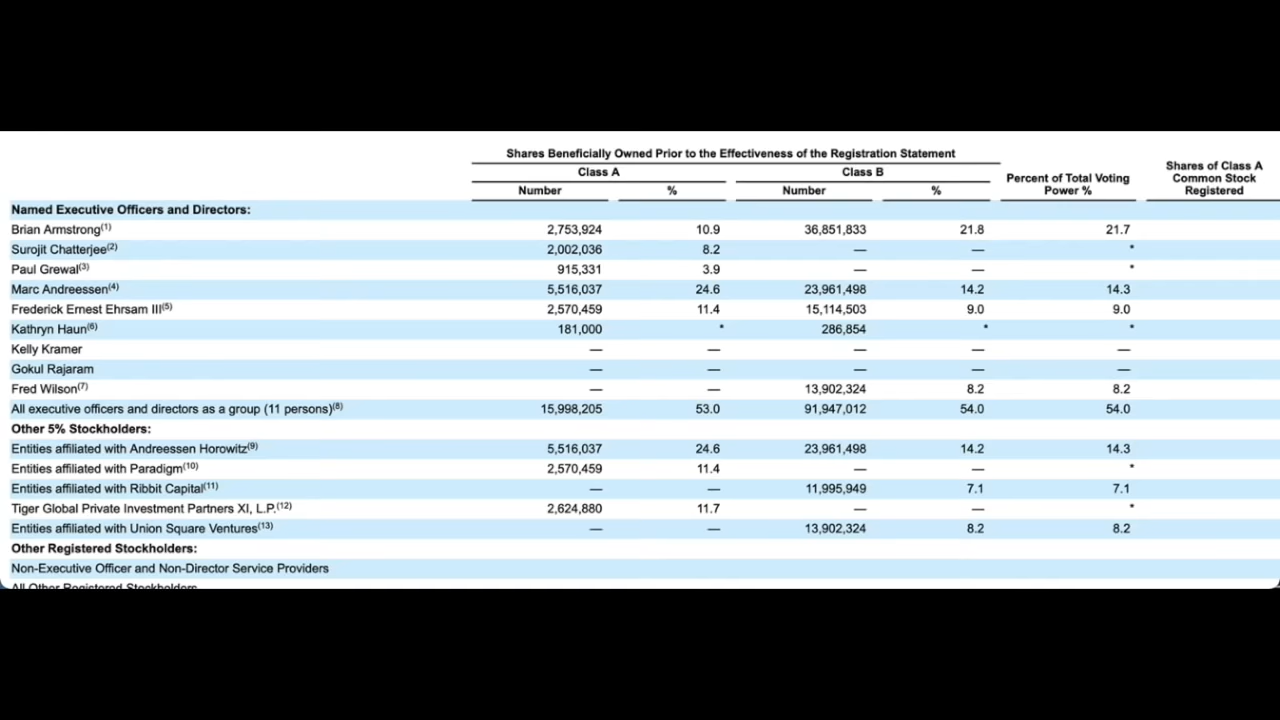 Shares Beneficially Owned Prior to the Effectiveness of the Registration Statement
Class A Class B Percent of Total Voting Power % Shares of Class A Common Stock Registered
Number % Number %
Named Executive Officers and Directors:
Brian Armstrong(1) 2,753,924 10.9 36,851,833 21.8 21.7
Surojit Chatterjee(2) 2,002,036 8.2 — — *
Paul Grewal(3) 915,331 3.9 — — *
Marc Andreessen(4) 5,516,037 24.6 23,961,498 14.2 14.3
Frederick Ernest Ehrsam III(5) 2,570,459 11.4 15,114,503 9.0 9.0
Kathryn Haun(6) 181,000 * 286,854 * *
Kelly Kramer — — — — —
Gokul Rajaram — — — — —
Fred Wilson(7) — — 13,902,324 8.2 8.2
All executive officers and directors as a group (11 persons)(8) 15,998,205 53.0 91,947,012 54.0 54.0
Other 5% Stockholders:
Entities affiliated with Andreessen Horowitz(9) 5,516,037 24.6 23,961,498 14.2 14.3
Entities affiliated with Paradigm(10) 2,570,459 11.4 — — *
Entities affiliated with Ribbit Capital(11) — — 11,995,949 7.1 7.1
Tiger Global Private Investment Partners XI, L.P.(12) 2,624,880 11.7 — — *
Entities affiliated with Union Square Ventures(13) — — 13,902,324 8.2 8.2
Other Registered Stockholders:
Non-Executive Officer and Non-Director Service Providers
All Other Registered Stockholders